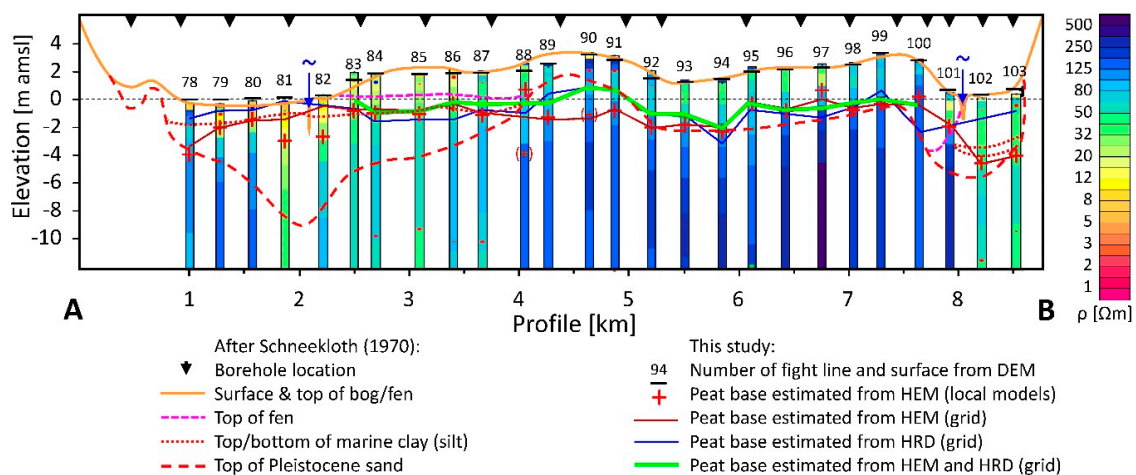 Elevation [m amsl]
4
2
0
-2
-4
-6
-8
-10
78 79 80 81 82 83 84 85 86 87 88 89 90 91 92 93 94 95 96 97 98 99 100 101 102 103
~ ~
1 2 3 4 5 6 7 8
A Profile [km] B
500
250
125
80
50
32
20
12
8
5
3
2
1
ρ [Ωm]
After Schneekloth (1970):
Borehole location
Surface & top of bog/fen
Top of fen
Top/bottom of marine clay (silt)
Top of Pleistocene sand
This study:
94 Number of fight line and surface from DEM
Peat base estimated from HEM (local models)
Peat base estimated from HEM (grid)
Peat base estimated from HRD (grid)
Peat base estimated from HEM and HRD (grid)